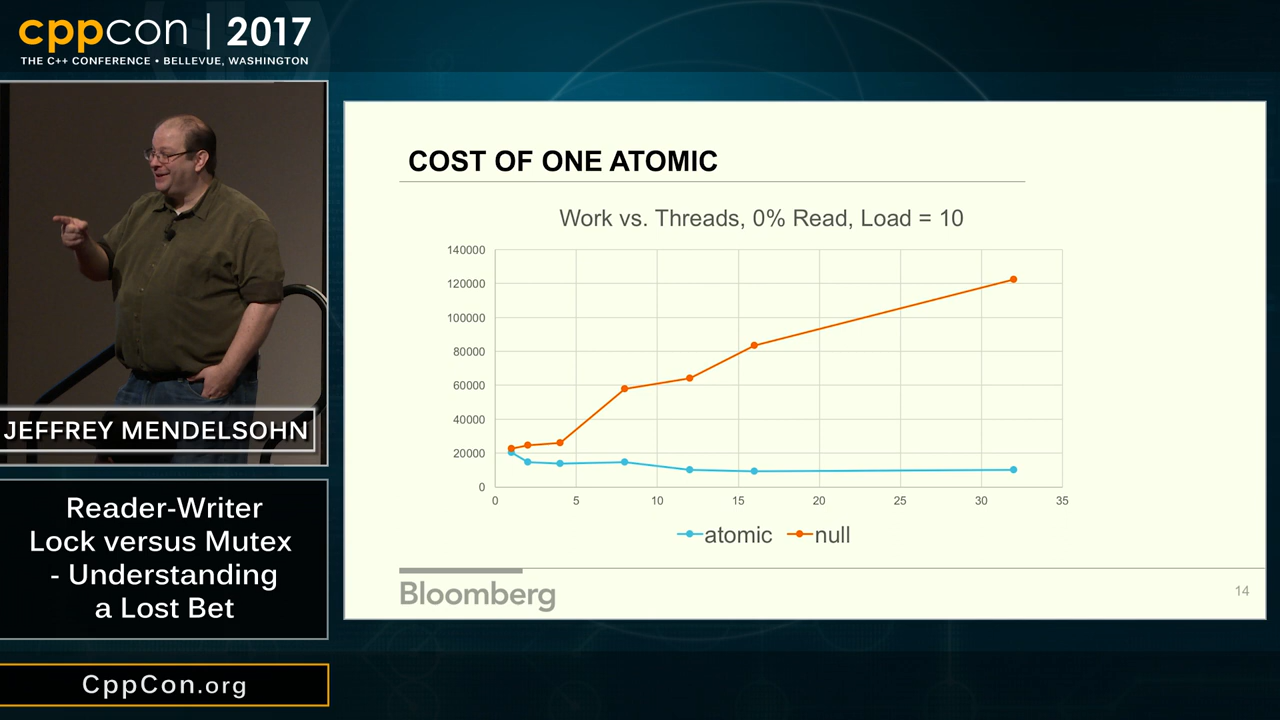 cppcon | 2017
THE C++ CONFERENCE • BELLEVUE, WASHINGTON
JEFFREY MENDELSOHN
Reader-Writer
Lock versus Mutex
- Understanding
a Lost Bet
CppCon.org
COST OF ONE ATOMIC
Work vs. Threads, 0% Read, Load = 10
140000
120000
100000
80000
60000
40000
20000
0
0 5 10 15 20 25 30 35
atomic null
Bloomberg
14